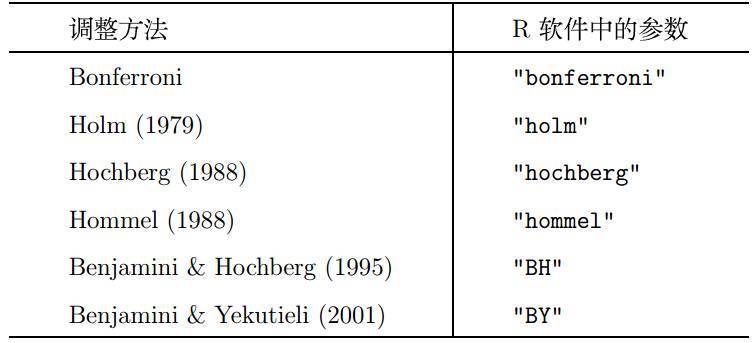 调整方法 R 软件中的参数
Bonferroni "bonferroni"
Holm (1979) "holm"
Hochberg (1988) "hochberg"
Hommel (1988) "hommel"
Benjamini & Hochberg (1995) "BH"
Benjamini & Yekutieli (2001) "BY"